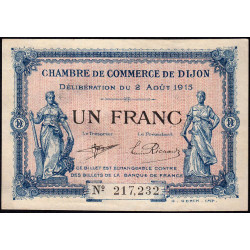 CHAMBRE DE COMMERCE DE DIJON
DÉLIBÉRATION DU 2 AOÛT 1915
UN FRANC
Le Trésorier Le Président
CE BILLET EST ÉCHANGEABLE CONTRE
DES BILLETS DE LA BANQUE DE FRANCE
Nº 217,232